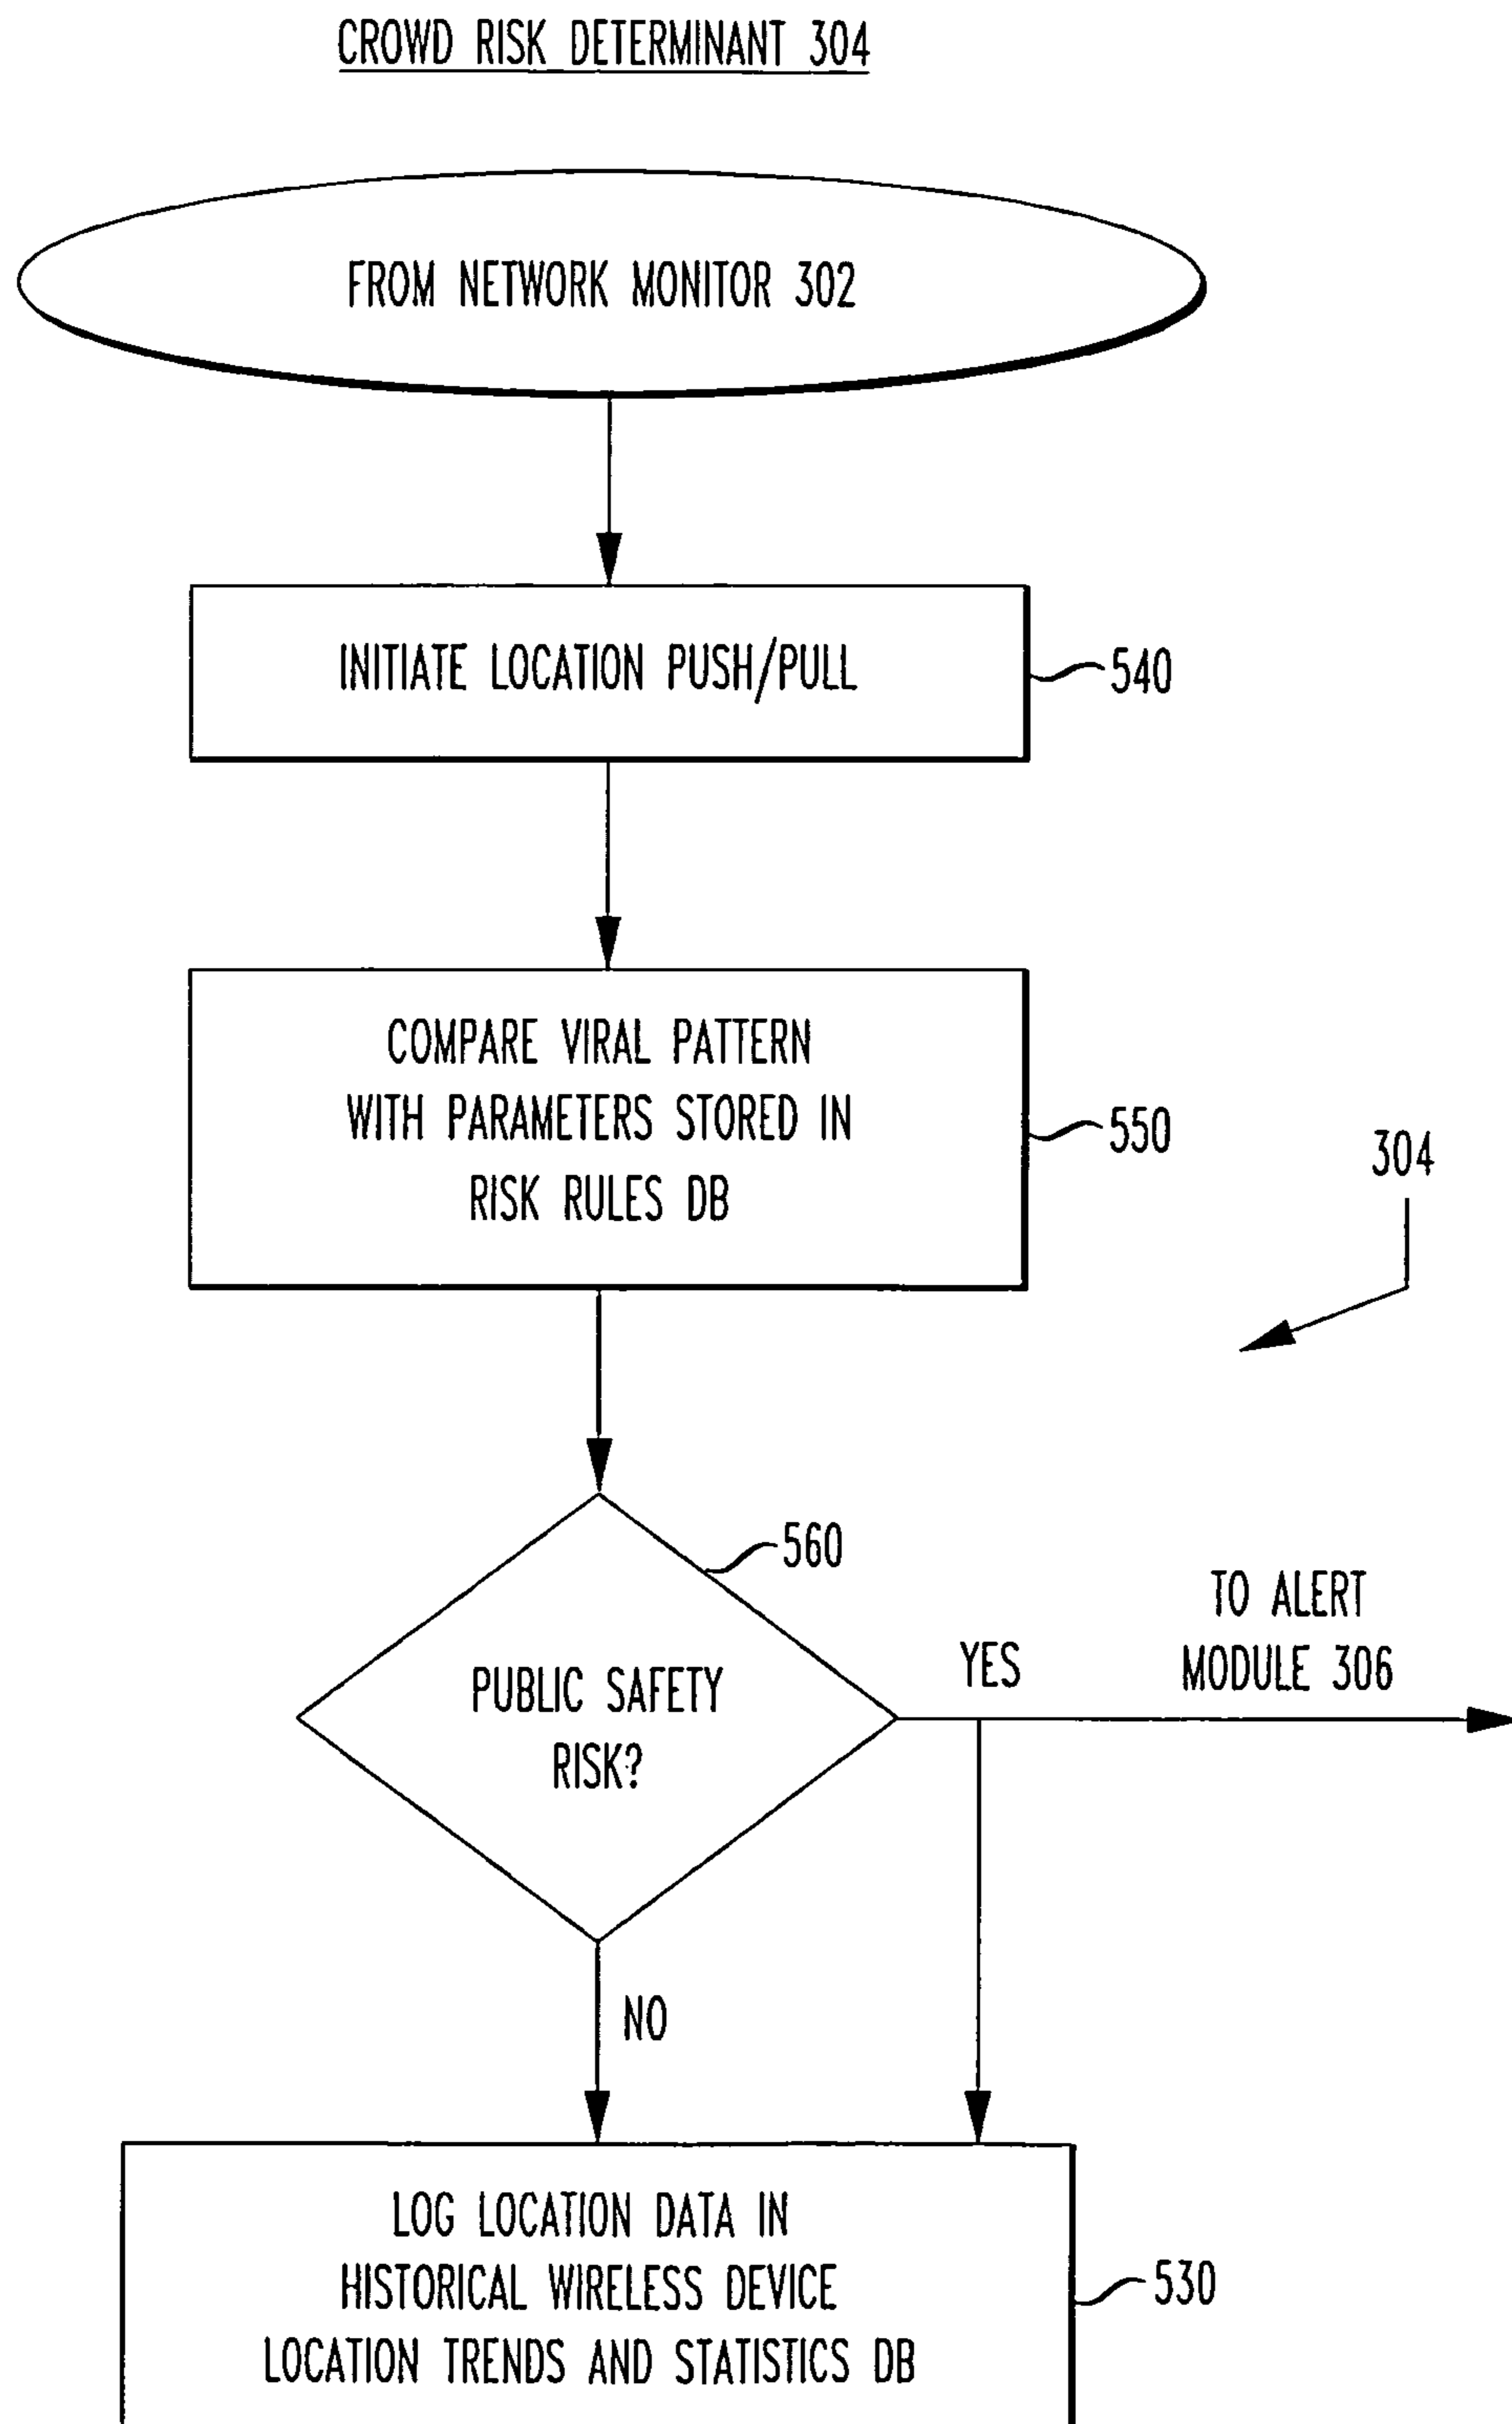 CROWD RISK DETERMINANT 304
FROM NETWORK MONITOR 302
INITIATE LOCATION PUSH/PULL
540
COMPARE VIRAL PATTERN
WITH PARAMETERS STORED IN
RISK RULES DB
550
304
560
PUBLIC SAFETY
RISK?
YES
TO ALERT
MODULE 306
NO
LOG LOCATION DATA IN
HISTORICAL WIRELESS DEVICE
LOCATION TRENDS AND STATISTICS DB
530